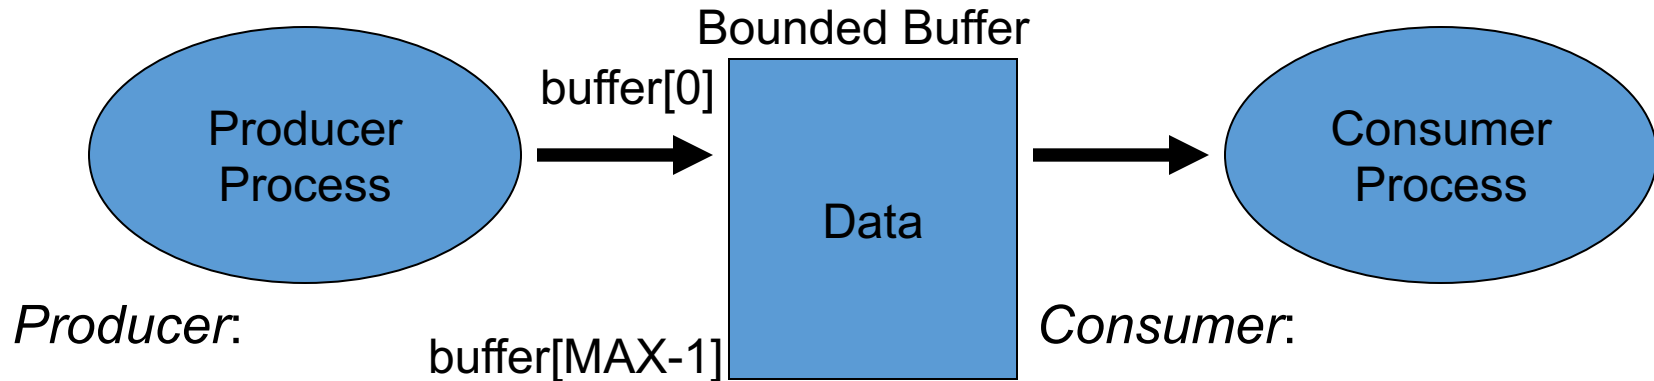 Bounded Buffer
buffer[0]
Producer
Process
Data
Consumer
Process
Producer:
buffer[MAX-1]
Consumer: